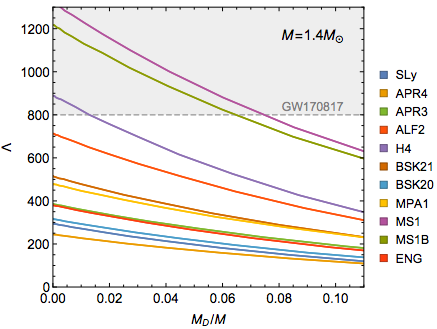 M=1.4M⊙
GW170817
Λ
1200
1000
800
600
400
200
0
0.00 0.02 0.04 0.06 0.08 0.10
M_D/M
SLy
APR4
APR3
ALF2
H4
BSK21
BSK20
MPA1
MS1
MS1B
ENG